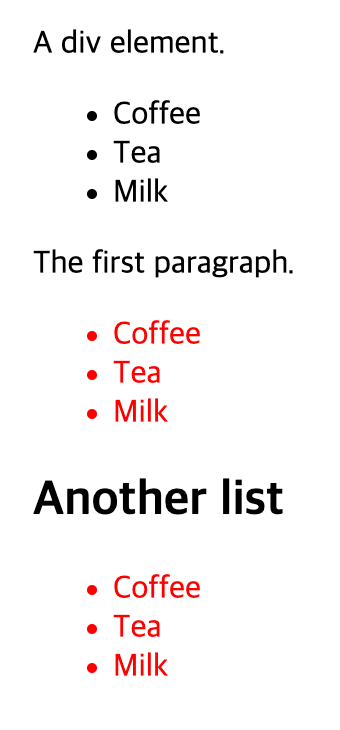 A div element.
• Coffee
• Tea
• Milk
The first paragraph.
• Coffee
• Tea
• Milk
Another list
• Coffee
• Tea
• Milk